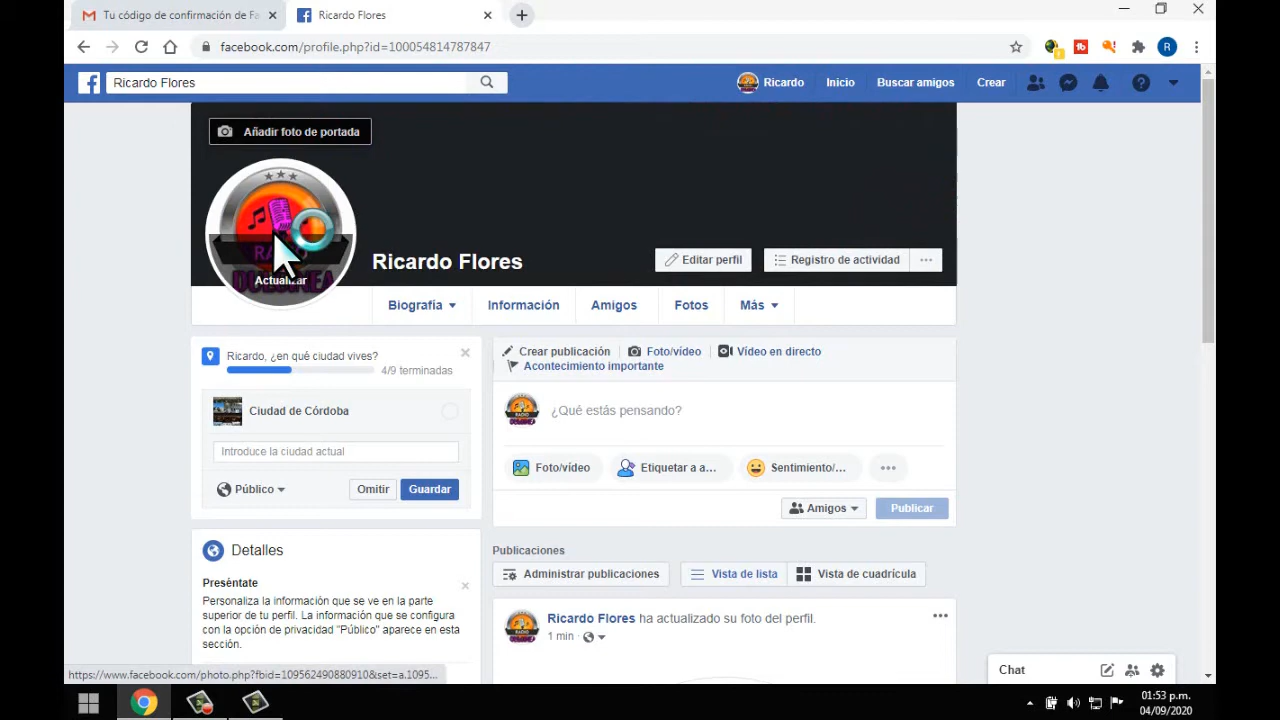 Tu código de confirmación de Fa
Ricardo Flores
facebook.com/profile.php?id=100054814787847
R
Ricardo Flores
Ricardo
Inicio
Buscar amigos
Crear
Añadir foto de portada
Actualizar
Ricardo Flores
Editar perfil
Registro de actividad
Biografía
Información
Amigos
Fotos
Más
Ricardo, ¿en qué ciudad vives?
4/9 terminadas
Ciudad de Córdoba
Introduce la ciudad actual
Público
Omitir
Guardar
Detalles
Preséntate
Personaliza la información que se ve en la parte
superior de tu perfil. La información que se configura
con la opción de privacidad "Público" aparece en esta
sección.
Crear publicación
Foto/vídeo
Vídeo en directo
Acontecimiento importante
¿Qué estás pensando?
Foto/vídeo
Etiquetar a a...
Sentimiento/...
Amigos
Publicar
Publicaciones
Administrar publicaciones
Vista de lista
Vista de cuadrícula
Ricardo Flores ha actualizado su foto del perfil.
1 min
Chat
https://www.facebook.com/photo.php?fbid=109562490880910&set=a.1095...
01:53 p.m.
04/09/2020